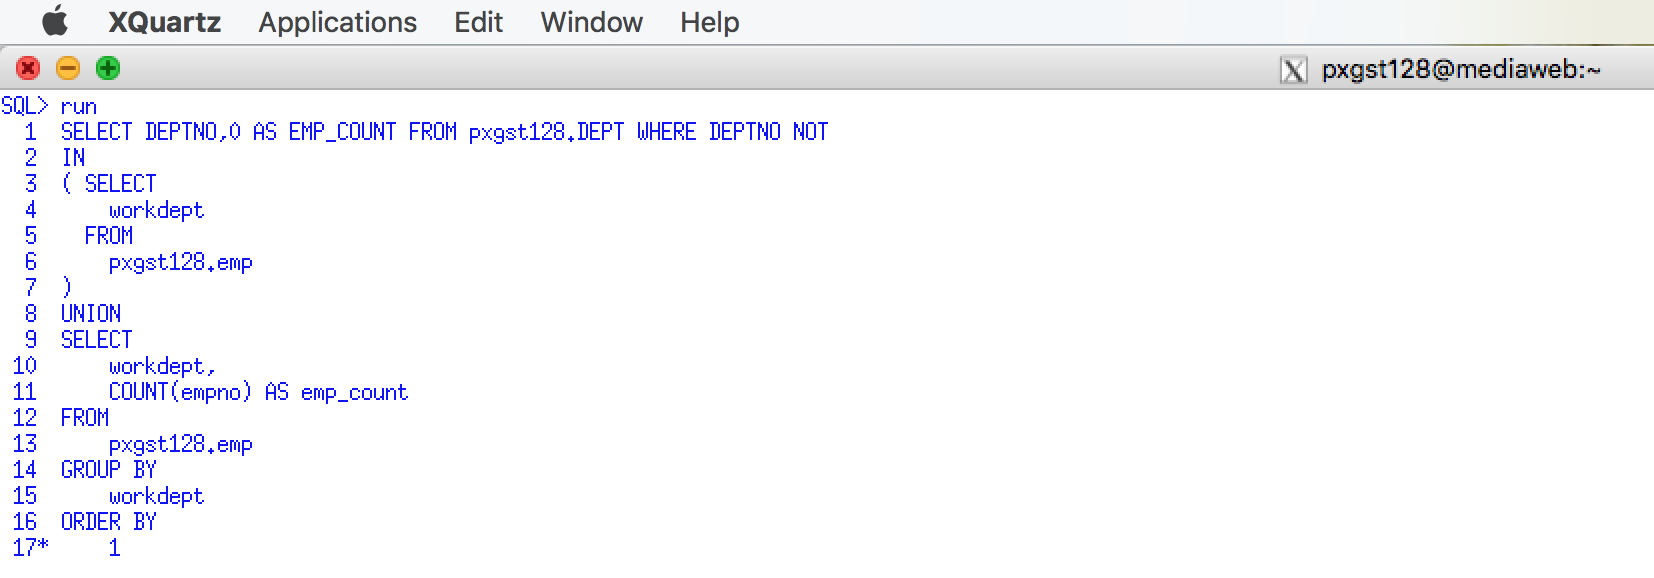 XQuartz Applications Edit Window Help
X pxgst128@mediaweb:~
SQL> run
  1  SELECT DEPTNO,0 AS EMP_COUNT FROM pxgst128.DEPT WHERE DEPTNO NOT
  2  IN
  3  ( SELECT
  4      workdept
  5    FROM
  6      pxgst128.emp
  7  )
  8  UNION
  9  SELECT
 10      workdept,
 11      COUNT(empno) AS emp_count
 12  FROM
 13      pxgst128.emp
 14  GROUP BY
 15      workdept
 16  ORDER BY
 17*     1